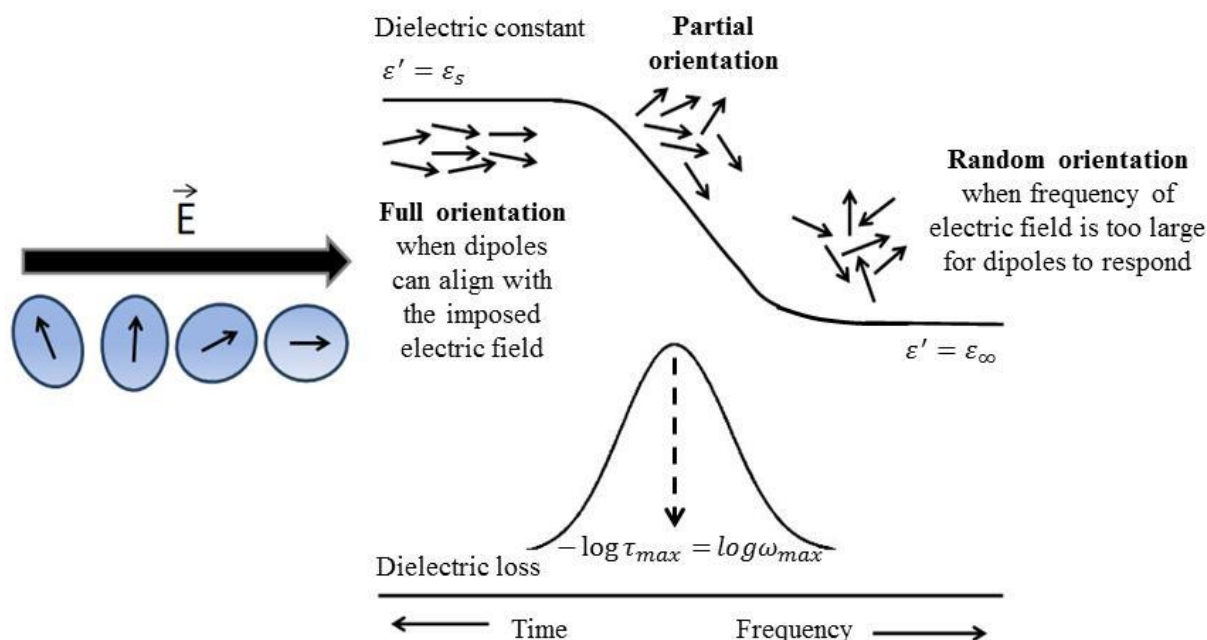 Dielectric constant
ε′ = εₛ
Partial
orientation
E⃗
Full orientation
when dipoles
can align with
the imposed
electric field
Random orientation
when frequency of
electric field is too large
for dipoles to respond
ε′ = ε∞
−log τₘₐₓ = logωₘₐₓ
Dielectric loss
Time
Frequency